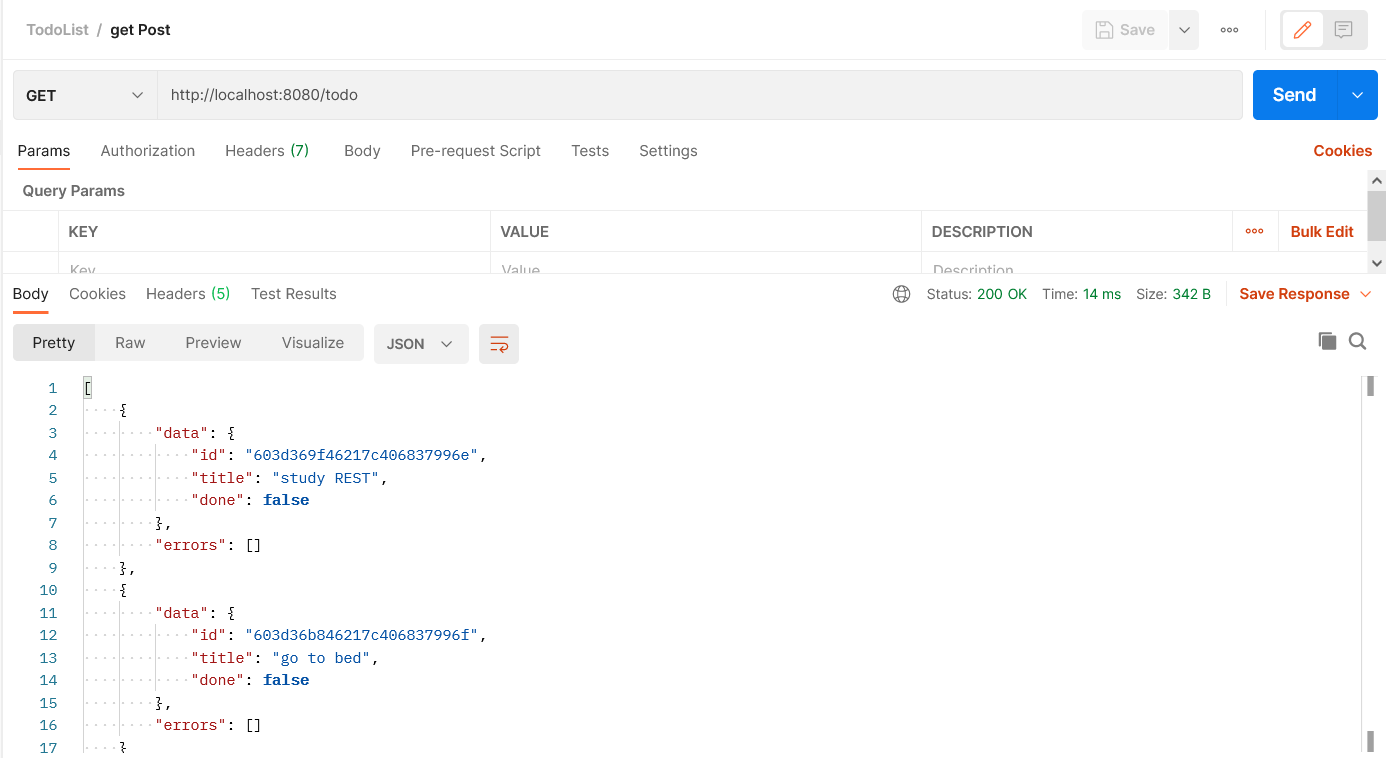 TodoList / get Post
Save
GET http://localhost:8080/todo Send
Params Authorization Headers (7) Body Pre-request Script Tests Settings Cookies
Query Params
KEY VALUE DESCRIPTION Bulk Edit
Key Value Description
Body Cookies Headers (5) Test Results Status: 200 OK Time: 14 ms Size: 342 B Save Response
Pretty Raw Preview Visualize JSON
1 [
2 {
3 "data": {
4 "id": "603d369f46217c406837996e",
5 "title": "study REST",
6 "done": false
7 },
8 "errors": []
9 },
10 {
11 "data": {
12 "id": "603d36b846217c406837996f",
13 "title": "go to bed",
14 "done": false
15 },
16 "errors": []
17 }